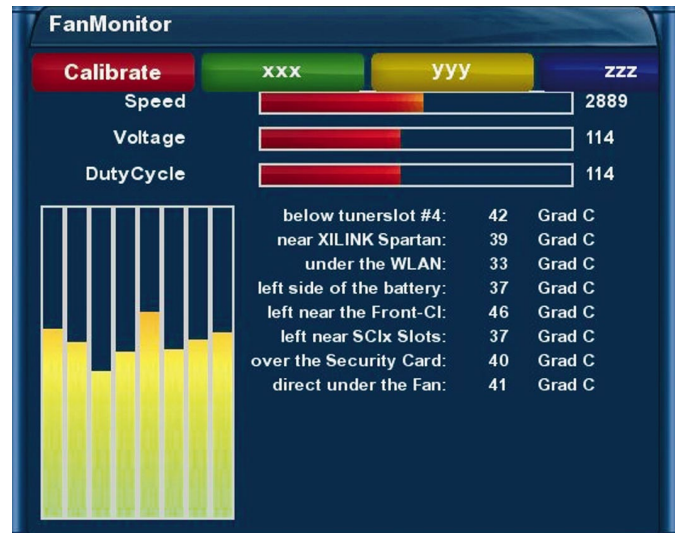 FanMonitor
Calibrate xxx yyy zzz
Speed 2889
Voltage 114
DutyCycle 114
below tunerslot #4: 42 Grad C
near XILINK Spartan: 39 Grad C
under the WLAN: 33 Grad C
left side of the battery: 37 Grad C
left near the Front-CI: 46 Grad C
left near SCIx Slots: 37 Grad C
over the Security Card: 40 Grad C
direct under the Fan: 41 Grad C